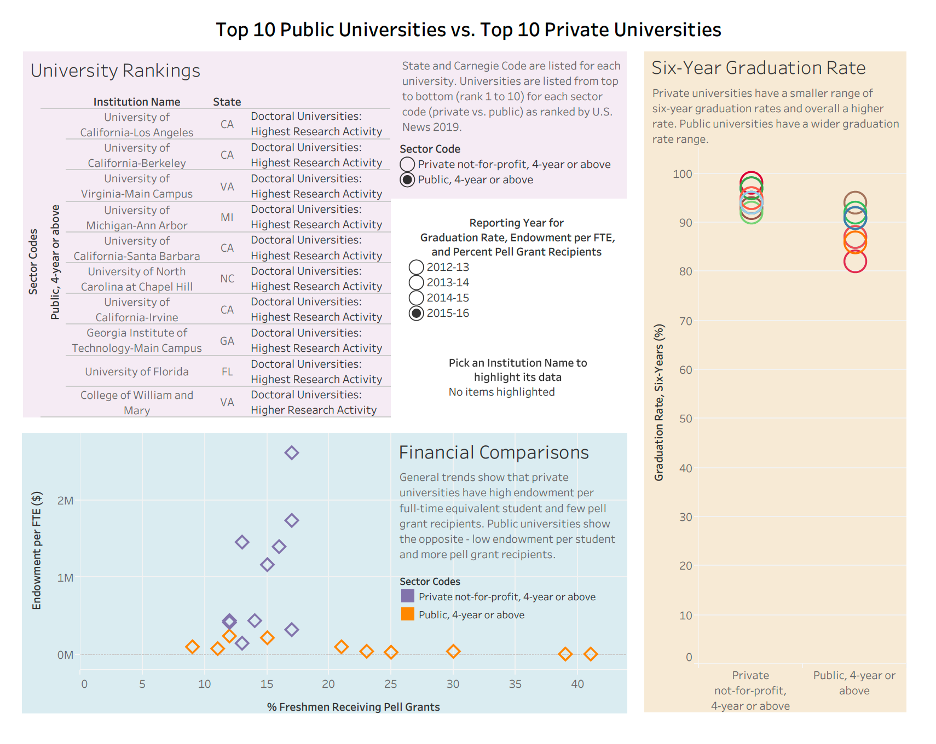 Top 10 Public Universities vs. Top 10 Private Universities
University Rankings
Institution Name
State
Sector Codes
Public, 4-year or above
University of
California-Los Angeles
CA
Doctoral Universities:
Highest Research Activity
University of
California-Berkeley
CA
Doctoral Universities:
Highest Research Activity
University of
Virginia-Main Campus
VA
Doctoral Universities:
Highest Research Activity
University of
Michigan-Ann Arbor
MI
Doctoral Universities:
Highest Research Activity
University of
California-Santa Barbara
CA
Doctoral Universities:
Highest Research Activity
University of North
Carolina at Chapel Hill
NC
Doctoral Universities:
Highest Research Activity
University of
California-Irvine
CA
Doctoral Universities:
Highest Research Activity
Georgia Institute of
Technology-Main Campus
GA
Doctoral Universities:
Highest Research Activity
University of Florida
FL
Doctoral Universities:
Highest Research Activity
College of William and
Mary
VA
Doctoral Universities:
Higher Research Activity
State and Carnegie Code are listed for each
university. Universities are listed from top
to bottom (rank 1 to 10) for each sector
code (private vs. public) as ranked by U.S.
News 2019.
Sector Code
Private not-for-profit, 4-year or above
Public, 4-year or above
Reporting Year for
Graduation Rate, Endowment per FTE,
and Percent Pell Grant Recipients
2012-13
2013-14
2014-15
2015-16
Pick an Institution Name to
highlight its data
No items highlighted
Six-Year Graduation Rate
Private universities have a smaller range of
six-year graduation rates and overall a higher
rate. Public universities have a wider graduation
rate range.
Graduation Rate, Six-Years (%)
100
90
80
70
60
50
40
30
20
10
0
Private
not-for-profit,
4-year or above
Public, 4-year or
above
Financial Comparisons
General trends show that private
universities have high endowment per
full-time equivalent student and few pell
grant recipients. Public universities show
the opposite - low endowment per student
and more pell grant recipients.
Sector Codes
Private not-for-profit, 4-year or above
Public, 4-year or above
Endowment per FTE ($)
2M
1M
0M
0 5 10 15 20 25 30 35 40
% Freshmen Receiving Pell Grants